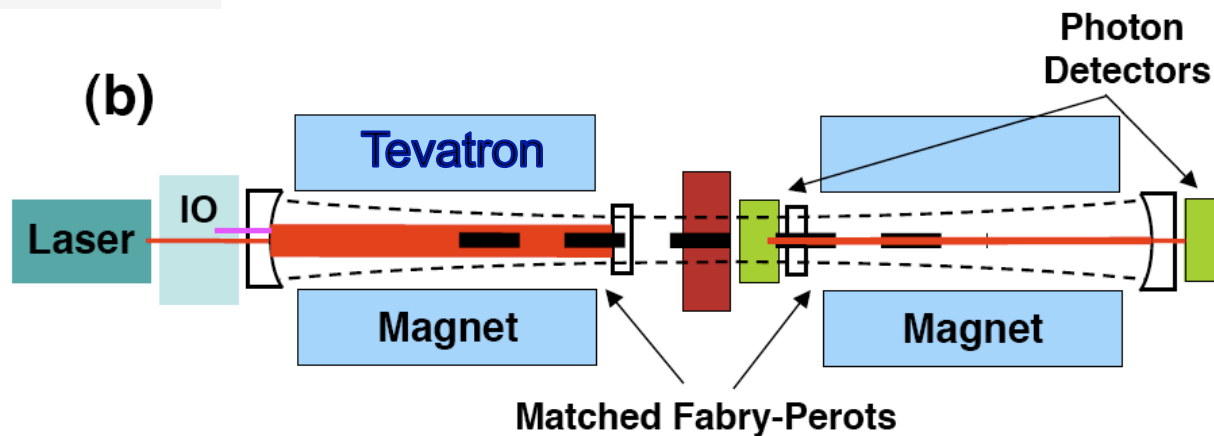 Photon
Detectors
(b)
Tevatron
IO
Laser
Magnet
Magnet
Matched Fabry-Perots